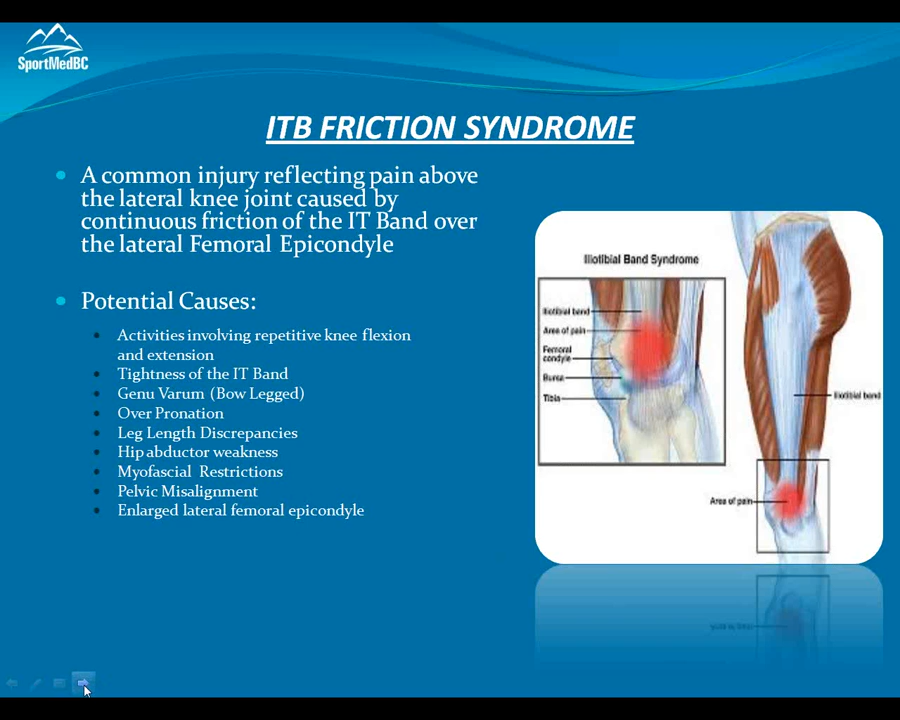 SportMedBC
ITB FRICTION SYNDROME
A common injury reflecting pain above
the lateral knee joint caused by
continuous friction of the IT Band over
the lateral Femoral Epicondyle
Potential Causes:
Activities involving repetitive knee flexion
and extension
Tightness of the IT Band
Genu Varum (Bow Legged)
Over Pronation
Leg Length Discrepancies
Hip abductor weakness
Myofascial Restrictions
Pelvic Misalignment
Enlarged lateral femoral epicondyle
Iliotibial Band Syndrome
Iliotibial band
Area of pain
Femoral
condyle
Bursa
Tibia
Iliotibial band
Area of pain